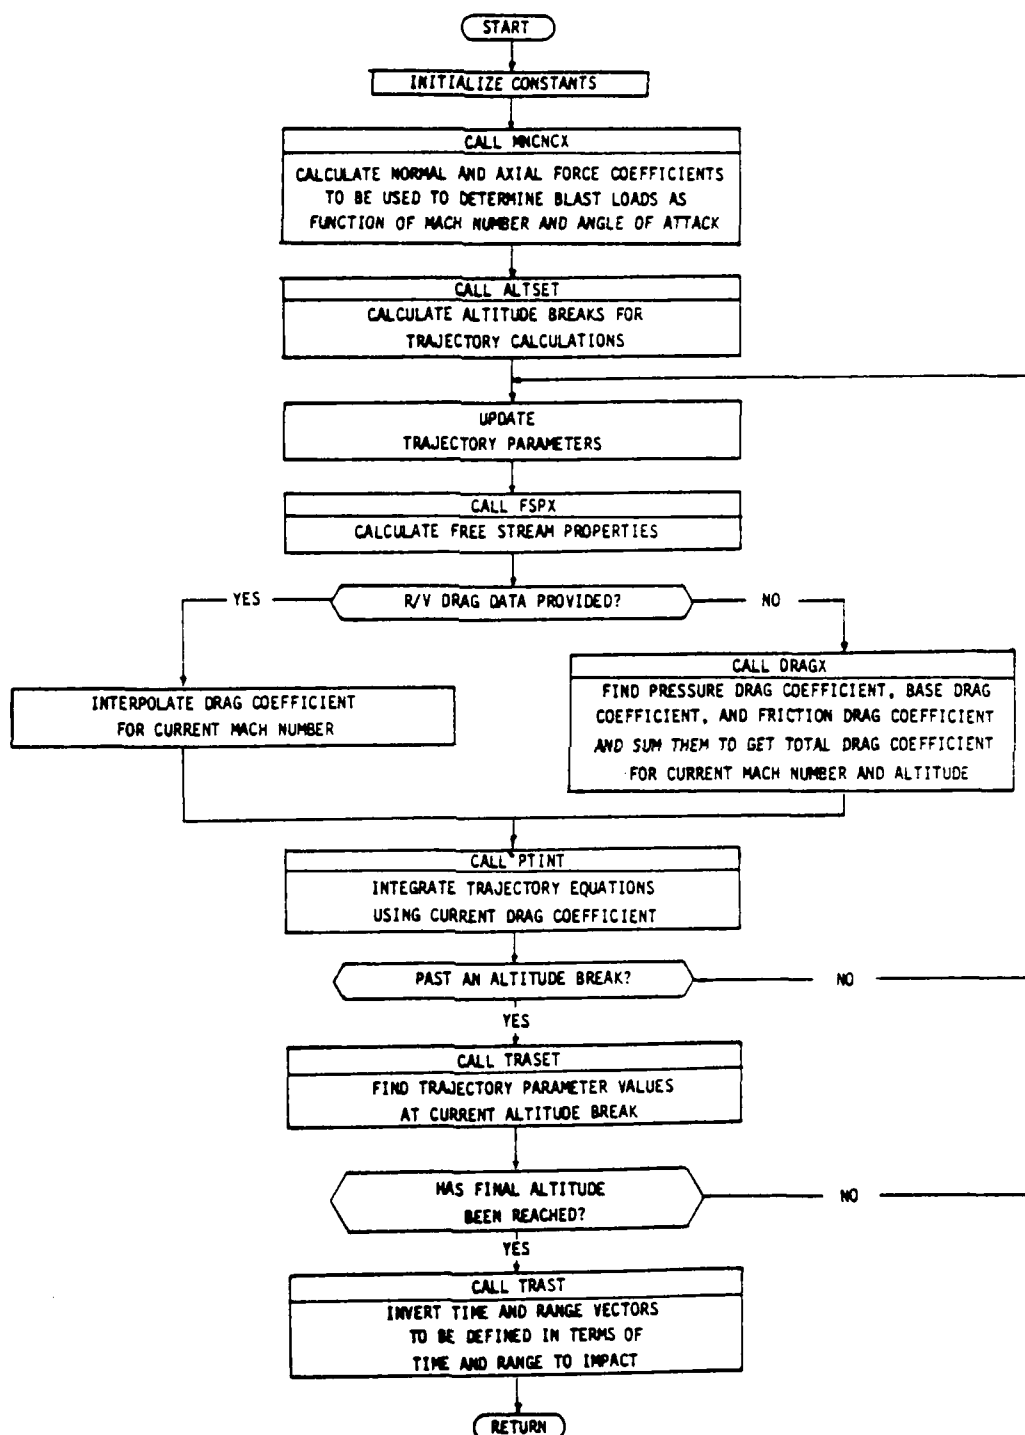 START
INITIALIZE CONSTANTS
CALL MNCNCX
CALCULATE NORMAL AND AXIAL FORCE COEFFICIENTS
TO BE USED TO DETERMINE BLAST LOADS AS
FUNCTION OF MACH NUMBER AND ANGLE OF ATTACK
CALL ALTSET
CALCULATE ALTITUDE BREAKS FOR
TRAJECTORY CALCULATIONS
UPDATE
TRAJECTORY PARAMETERS
CALL FSPX
CALCULATE FREE STREAM PROPERTIES
YES
R/V DRAG DATA PROVIDED?
NO
INTERPOLATE DRAG COEFFICIENT
FOR CURRENT MACH NUMBER
CALL DRAGX
FIND PRESSURE DRAG COEFFICIENT, BASE DRAG
COEFFICIENT, AND FRICTION DRAG COEFFICIENT
AND SUM THEM TO GET TOTAL DRAG COEFFICIENT
FOR CURRENT MACH NUMBER AND ALTITUDE
CALL PTINT
INTEGRATE TRAJECTORY EQUATIONS
USING CURRENT DRAG COEFFICIENT
PAST AN ALTITUDE BREAK?
NO
YES
CALL TRASET
FIND TRAJECTORY PARAMETER VALUES
AT CURRENT ALTITUDE BREAK
HAS FINAL ALTITUDE
BEEN REACHED?
NO
YES
CALL TRAST
INVERT TIME AND RANGE VECTORS
TO BE DEFINED IN TERMS OF
TIME AND RANGE TO IMPACT
RETURN